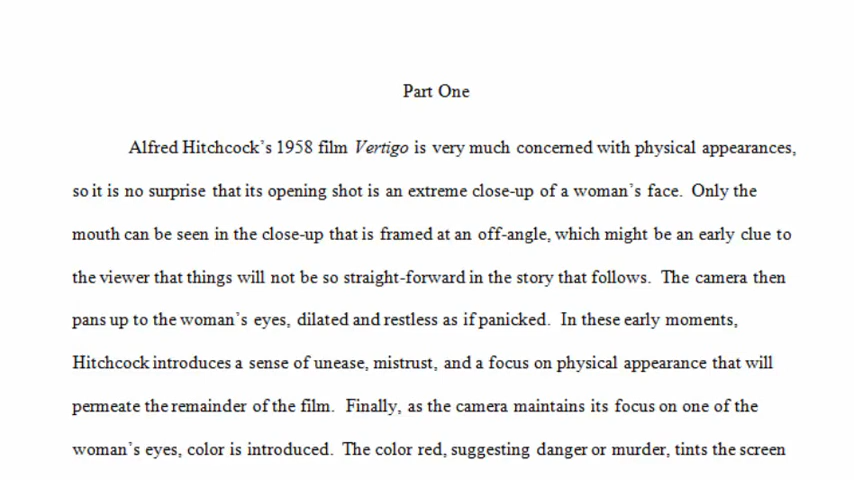 Part One
Alfred Hitchcock's 1958 film Vertigo is very much concerned with physical appearances,
so it is no surprise that its opening shot is an extreme close-up of a woman's face. Only the
mouth can be seen in the close-up that is framed at an off-angle, which might be an early clue to
the viewer that things will not be so straight-forward in the story that follows. The camera then
pans up to the woman's eyes, dilated and restless as if panicked. In these early moments,
Hitchcock introduces a sense of unease, mistrust, and a focus on physical appearance that will
permeate the remainder of the film. Finally, as the camera maintains its focus on one of the
woman's eyes, color is introduced. The color red, suggesting danger or murder, tints the screen